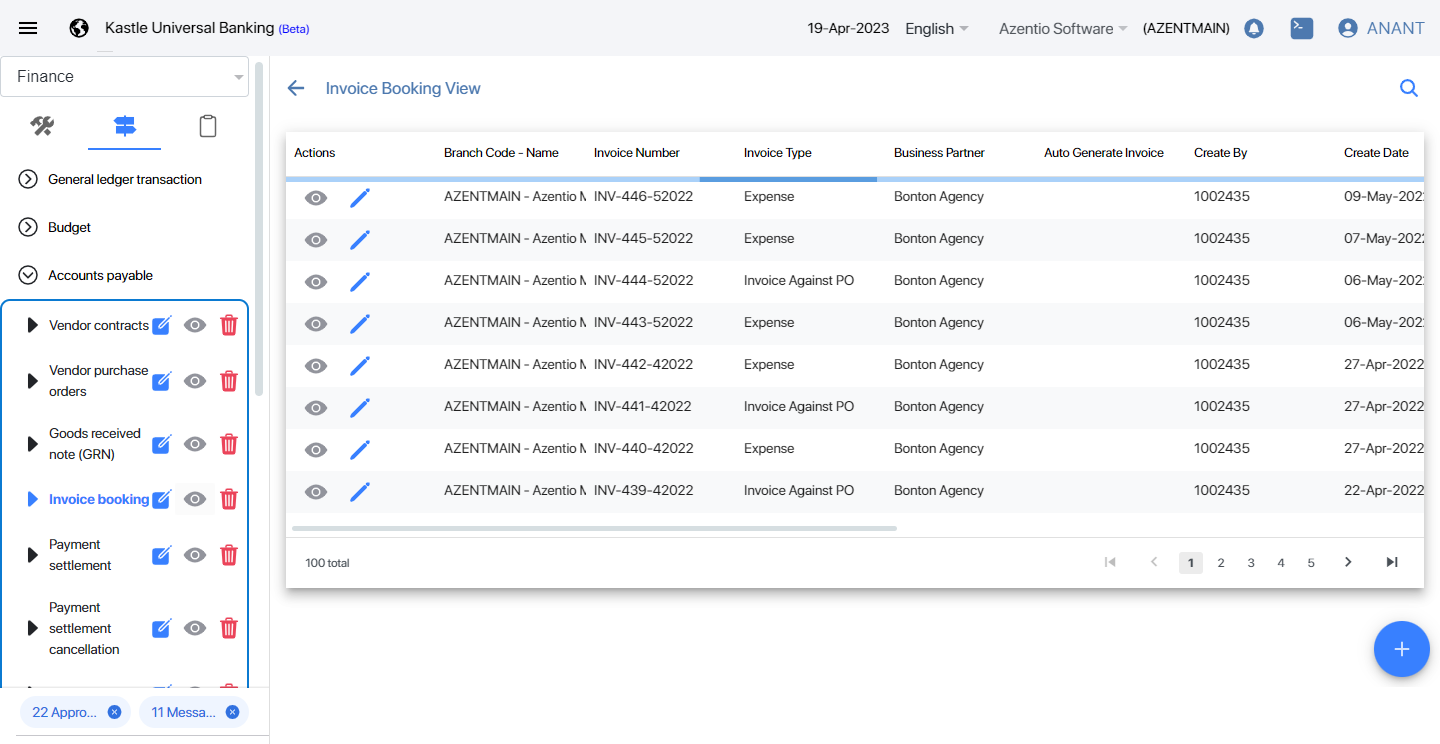 Kastle Universal Banking (Beta)
19-Apr-2023
English
Azentio Software
(AZENTMAIN)
ANANT
Finance
General ledger transaction
Budget
Accounts payable
Vendor contracts
Vendor purchase
orders
Goods received
note (GRN)
Invoice booking
Payment
settlement
Payment
settlement
cancellation
22 Appro...
11 Messa...
Invoice Booking View
Actions Branch Code - Name Invoice Number Invoice Type Business Partner Auto Generate Invoice Create By Create Date
AZENTMAIN - Azentio M INV-446-52022 Expense Bonton Agency 1002435 09-May-2022
AZENTMAIN - Azentio M INV-445-52022 Expense Bonton Agency 1002435 07-May-2022
AZENTMAIN - Azentio M INV-444-52022 Invoice Against PO Bonton Agency 1002435 06-May-2022
AZENTMAIN - Azentio M INV-443-52022 Expense Bonton Agency 1002435 06-May-2022
AZENTMAIN - Azentio M INV-442-42022 Expense Bonton Agency 1002435 27-Apr-2022
AZENTMAIN - Azentio M INV-441-42022 Invoice Against PO Bonton Agency 1002435 27-Apr-2022
AZENTMAIN - Azentio M INV-440-42022 Expense Bonton Agency 1002435 27-Apr-2022
AZENTMAIN - Azentio M INV-439-42022 Invoice Against PO Bonton Agency 1002435 22-Apr-2022
100 total
1 2 3 4 5